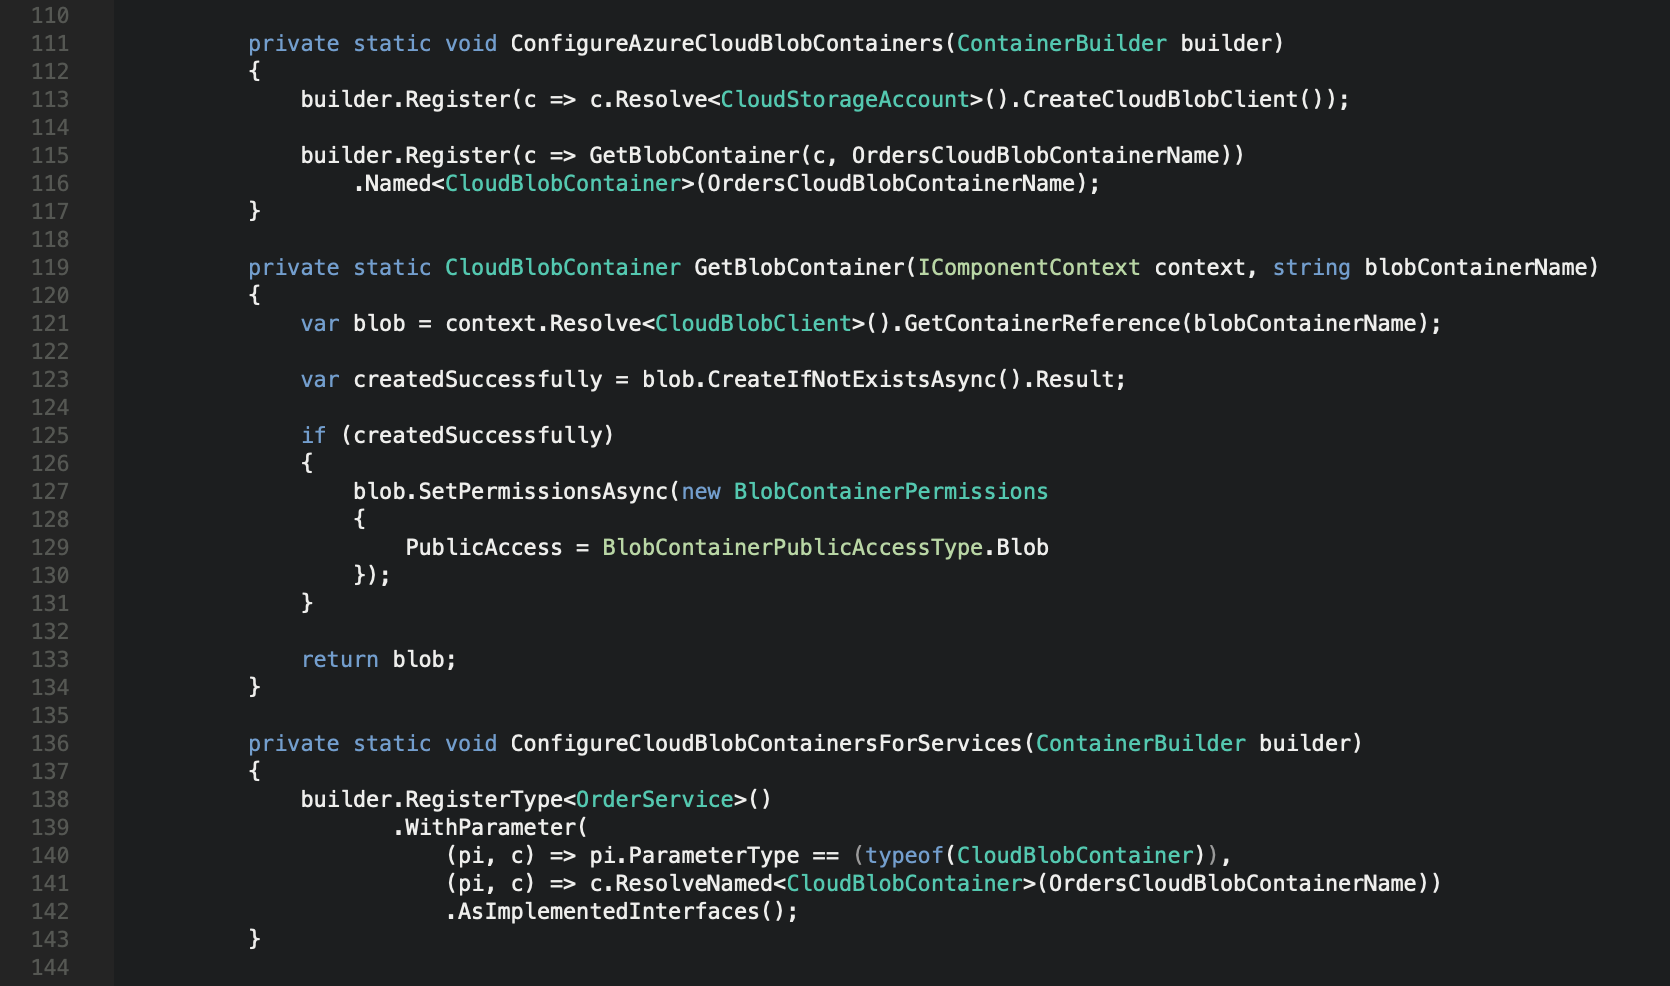 110
111 private static void ConfigureAzureCloudBlobContainers(ContainerBuilder builder)
112 {
113 builder.Register(c => c.Resolve<CloudStorageAccount>().CreateCloudBlobClient());
114
115 builder.Register(c => GetBlobContainer(c, OrdersCloudBlobContainerName))
116 .Named<CloudBlobContainer>(OrdersCloudBlobContainerName);
117 }
118
119 private static CloudBlobContainer GetBlobContainer(IComponentContext context, string blobContainerName)
120 {
121 var blob = context.Resolve<CloudBlobClient>().GetContainerReference(blobContainerName);
122
123 var createdSuccessfully = blob.CreateIfNotExistsAsync().Result;
124
125 if (createdSuccessfully)
126 {
127 blob.SetPermissionsAsync(new BlobContainerPermissions
128 {
129 PublicAccess = BlobContainerPublicAccessType.Blob
130 });
131 }
132
133 return blob;
134 }
135
136 private static void ConfigureCloudBlobContainersForServices(ContainerBuilder builder)
137 {
138 builder.RegisterType<OrderService>()
139 .WithParameter(
140 (pi, c) => pi.ParameterType == (typeof(CloudBlobContainer)),
141 (pi, c) => c.ResolveNamed<CloudBlobContainer>(OrdersCloudBlobContainerName))
142 .AsImplementedInterfaces();
143 }
144